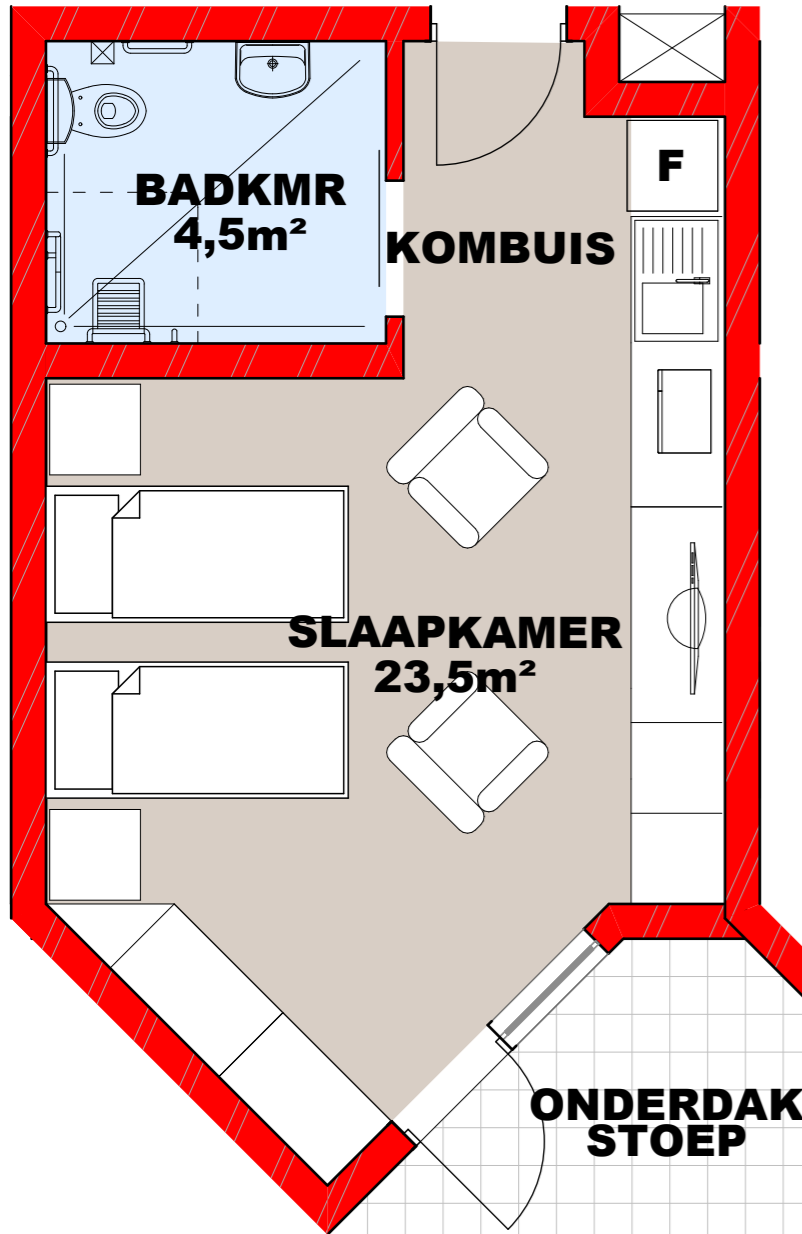 F
BADKMR
4,5m²
KOMBUIS
SLAAPKAMER
23,5m²
ONDERDAK
STOEP